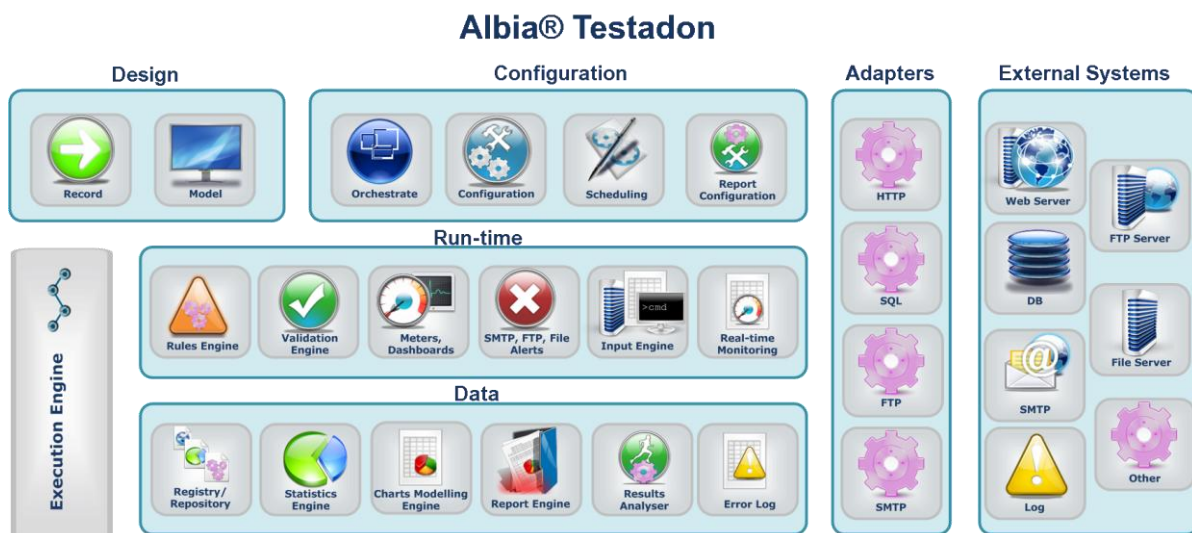 Albia® Testadon
Design
Configuration
Adapters
External Systems
Record
Model
Orchestrate
Configuration
Scheduling
Report
Configuration
HTTP
SQL
FTP
SMTP
Web Server
FTP Server
DB
File Server
@
SMTP
Other
Log
Execution Engine
Run-time
Rules Engine
Validation
Engine
Meters,
Dashboards
SMTP, FTP, File
Alerts
>cmd
Input Engine
Real-time
Monitoring
Data
Registry/
Repository
Statistics
Engine
Charts Modelling
Engine
Report Engine
Results
Analyser
Error Log